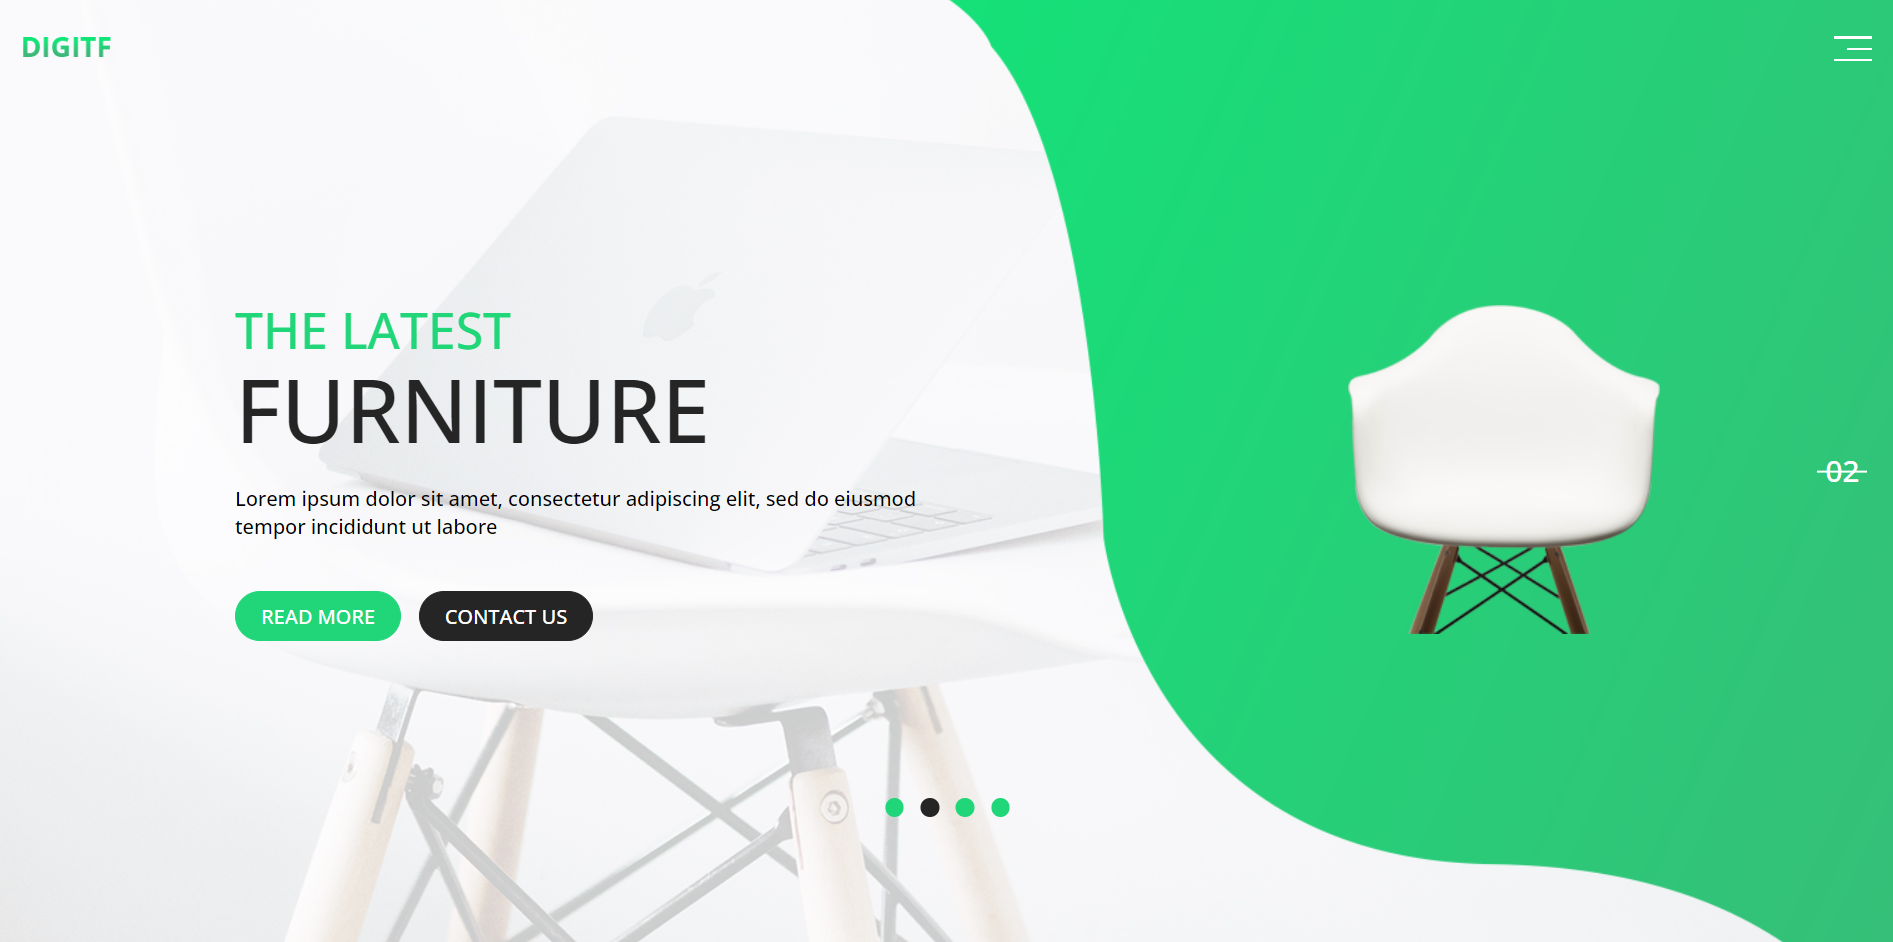 DIGITF
THE LATEST
FURNITURE
Lorem ipsum dolor sit amet, consectetur adipiscing elit, sed do eiusmod
tempor incididunt ut labore
READ MORE
CONTACT US
02